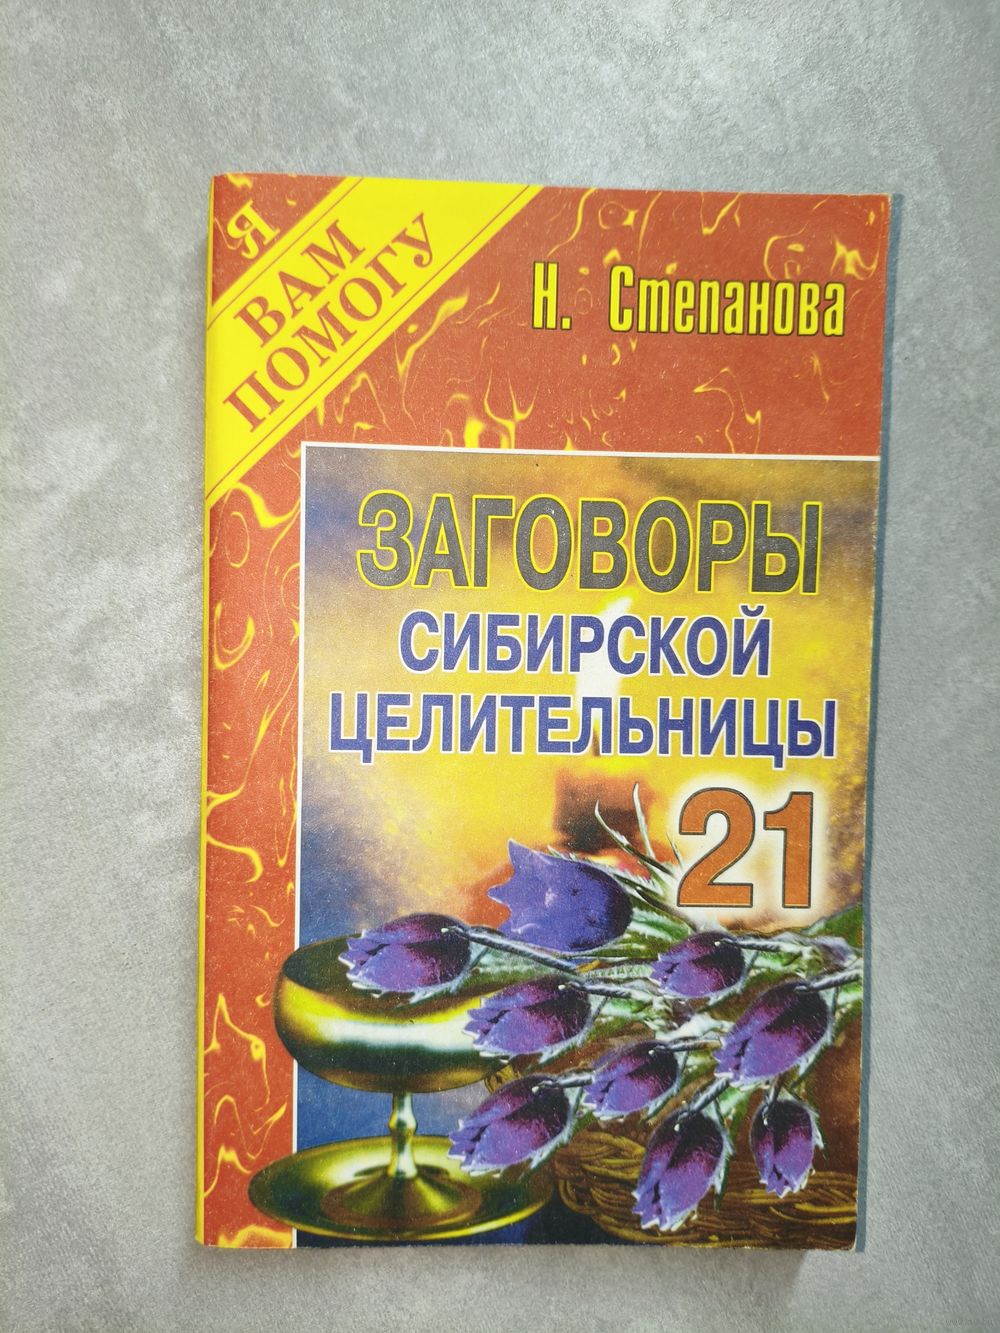 Я
ВАМ
ПОМОГУ
Н. Степанова
ЗАГОВОРЫ
СИБИРСКОЙ
ЦЕЛИТЕЛЬНИЦЫ
21